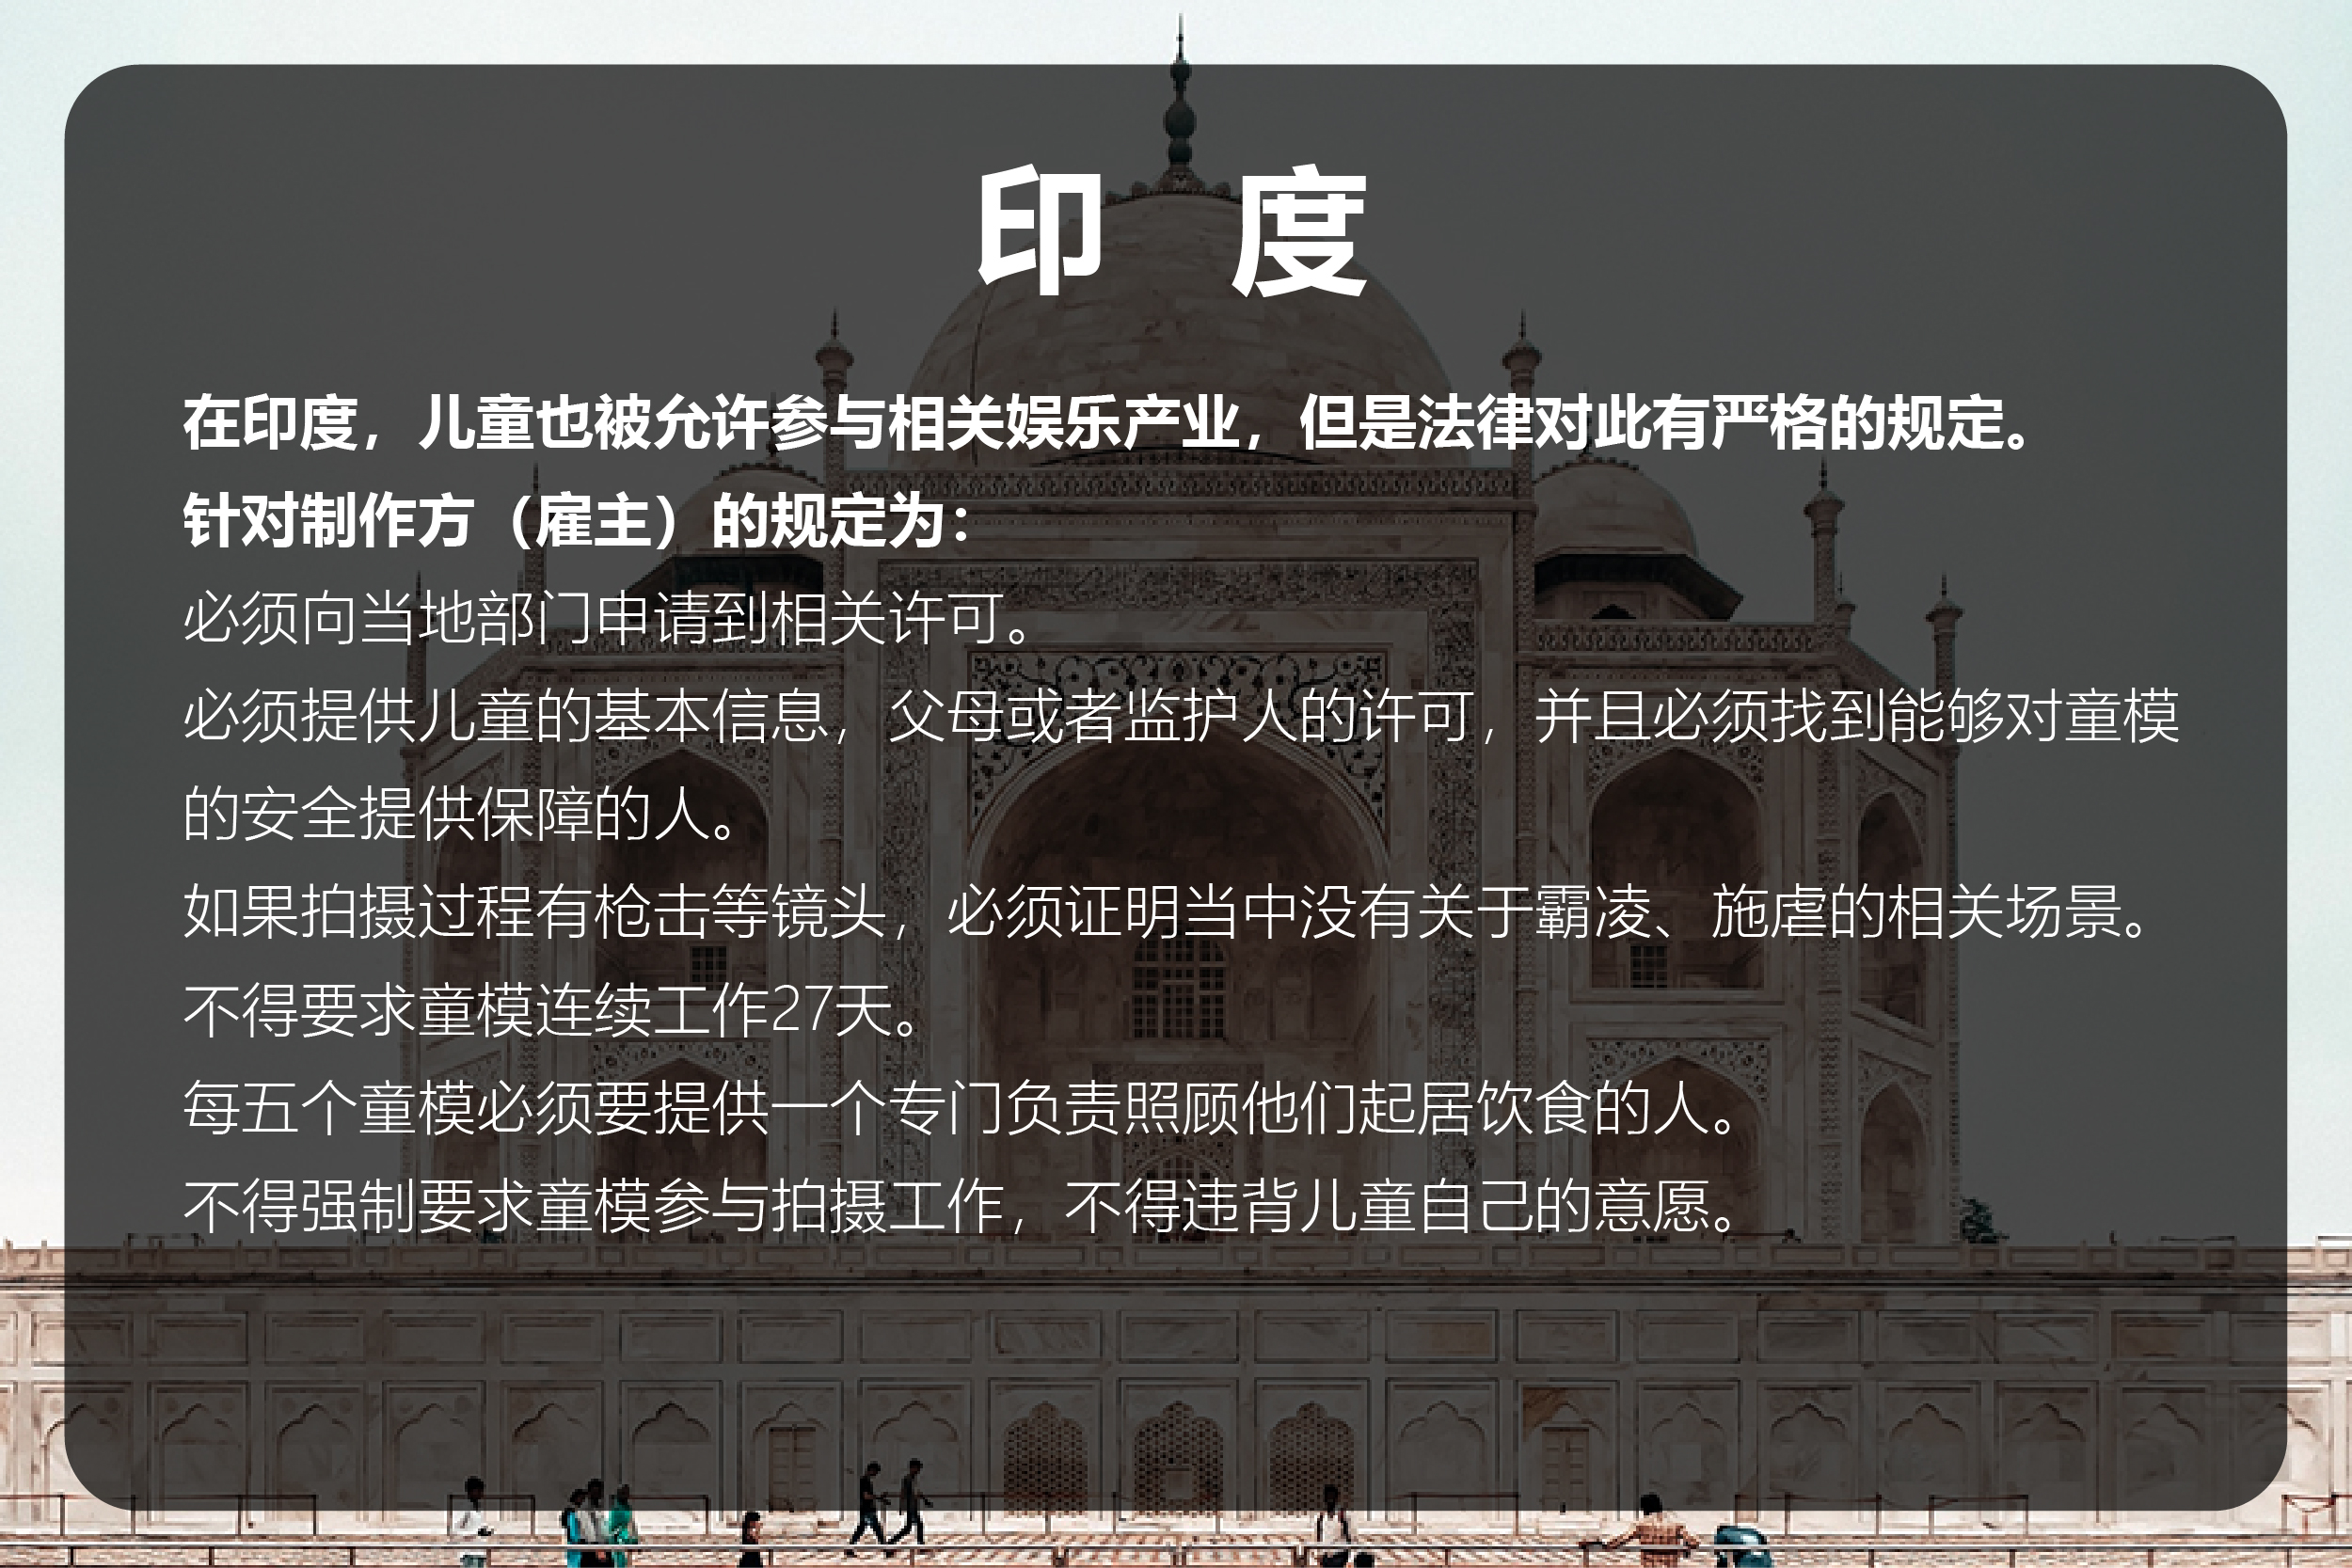 印 度
在印度，儿童也被允许参与相关娱乐产业，但是法律对此有严格的规定。
针对制作方（雇主）的规定为：
必须向当地部门申请到相关许可。
必须提供儿童的基本信息，父母或者监护人的许可，并且必须找到能够对童模
的安全提供保障的人。
如果拍摄过程有枪击等镜头，必须证明当中没有关于霸凌、施虐的相关场景。
不得要求童模连续工作27天。
每五个童模必须要提供一个专门负责照顾他们起居饮食的人。
不得强制要求童模参与拍摄工作，不得违背儿童自己的意愿。